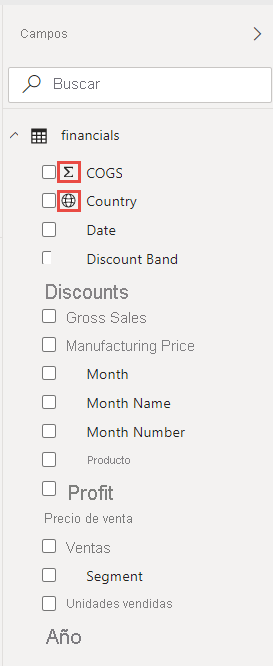 Campos
Buscar
financials
Σ COGS
Country
Date
Discount Band
Discounts
Gross Sales
Manufacturing Price
Month
Month Name
Month Number
Producto
Profit
Precio de venta
Ventas
Segment
Unidades vendidas
Año